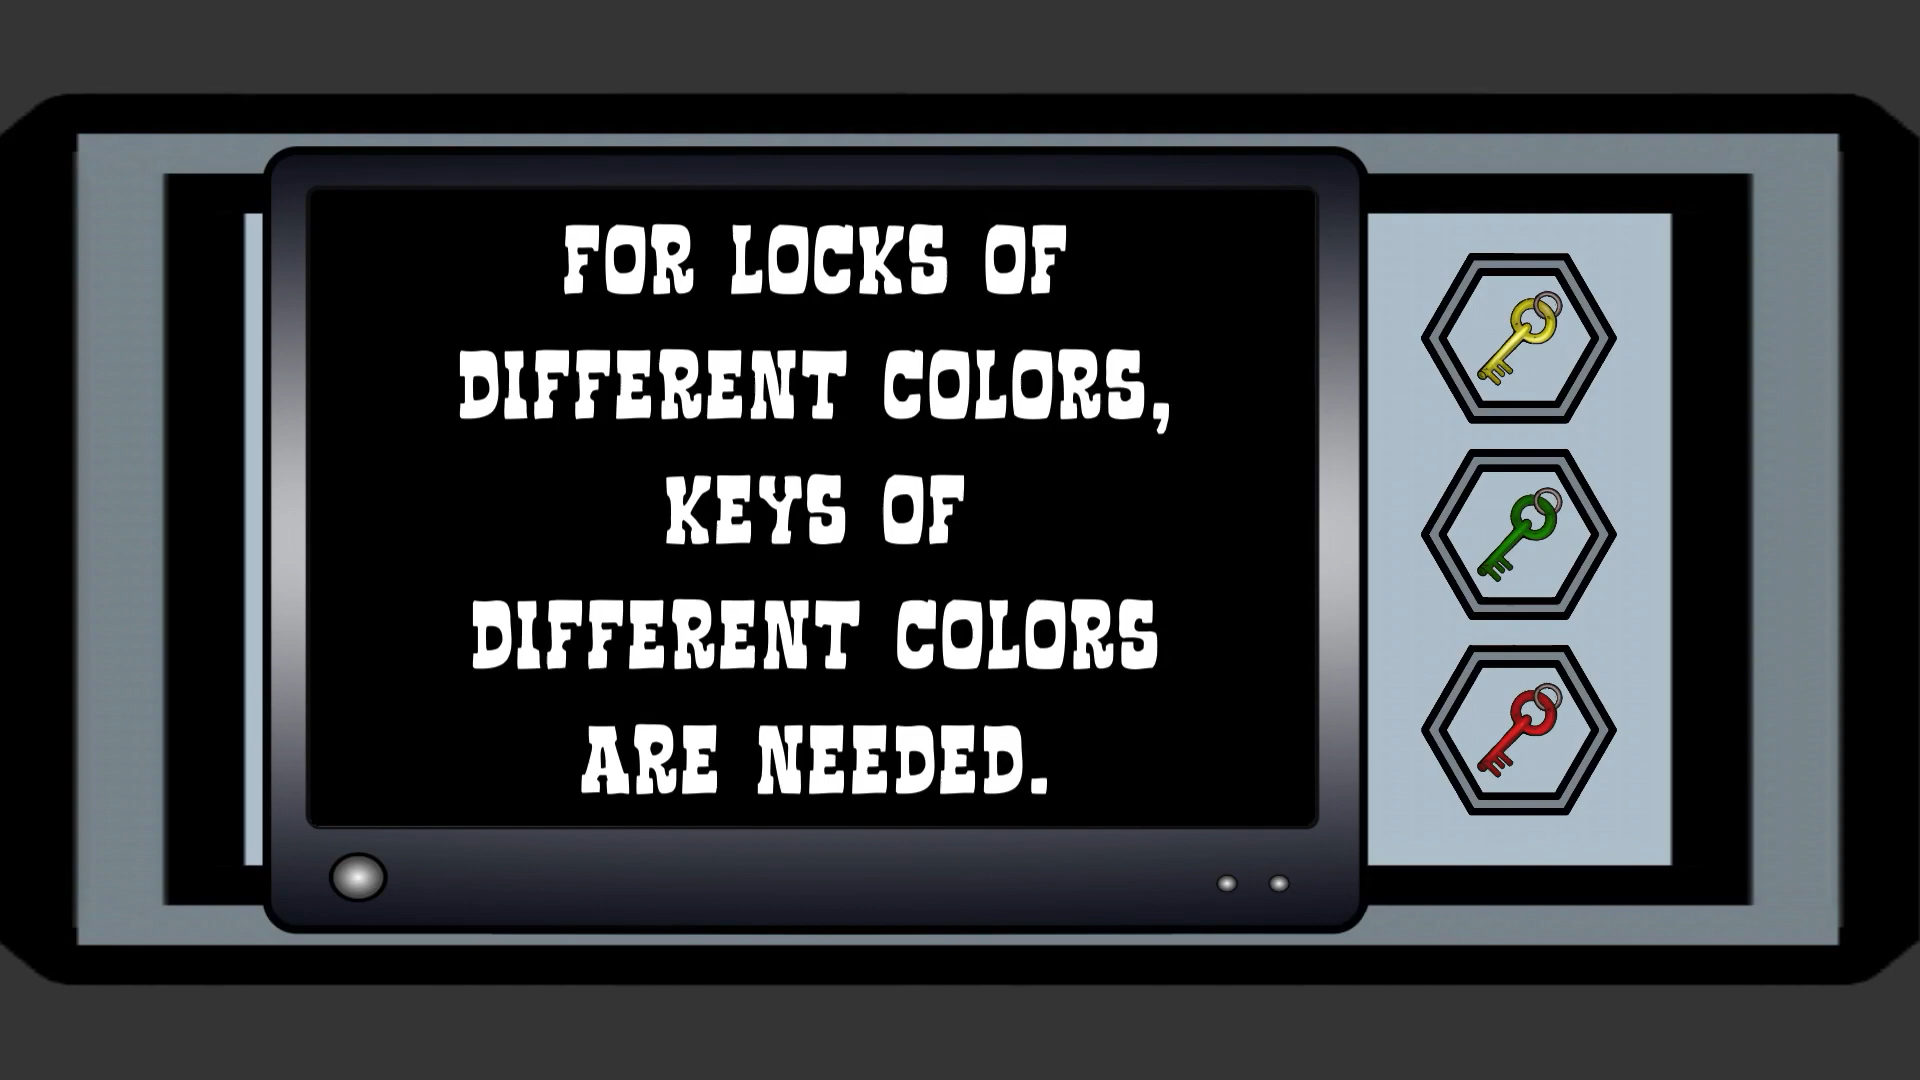 FOR LOCKS OF
DIFFERENT COLORS,
KEYS OF
DIFFERENT COLORS
ARE NEEDED.